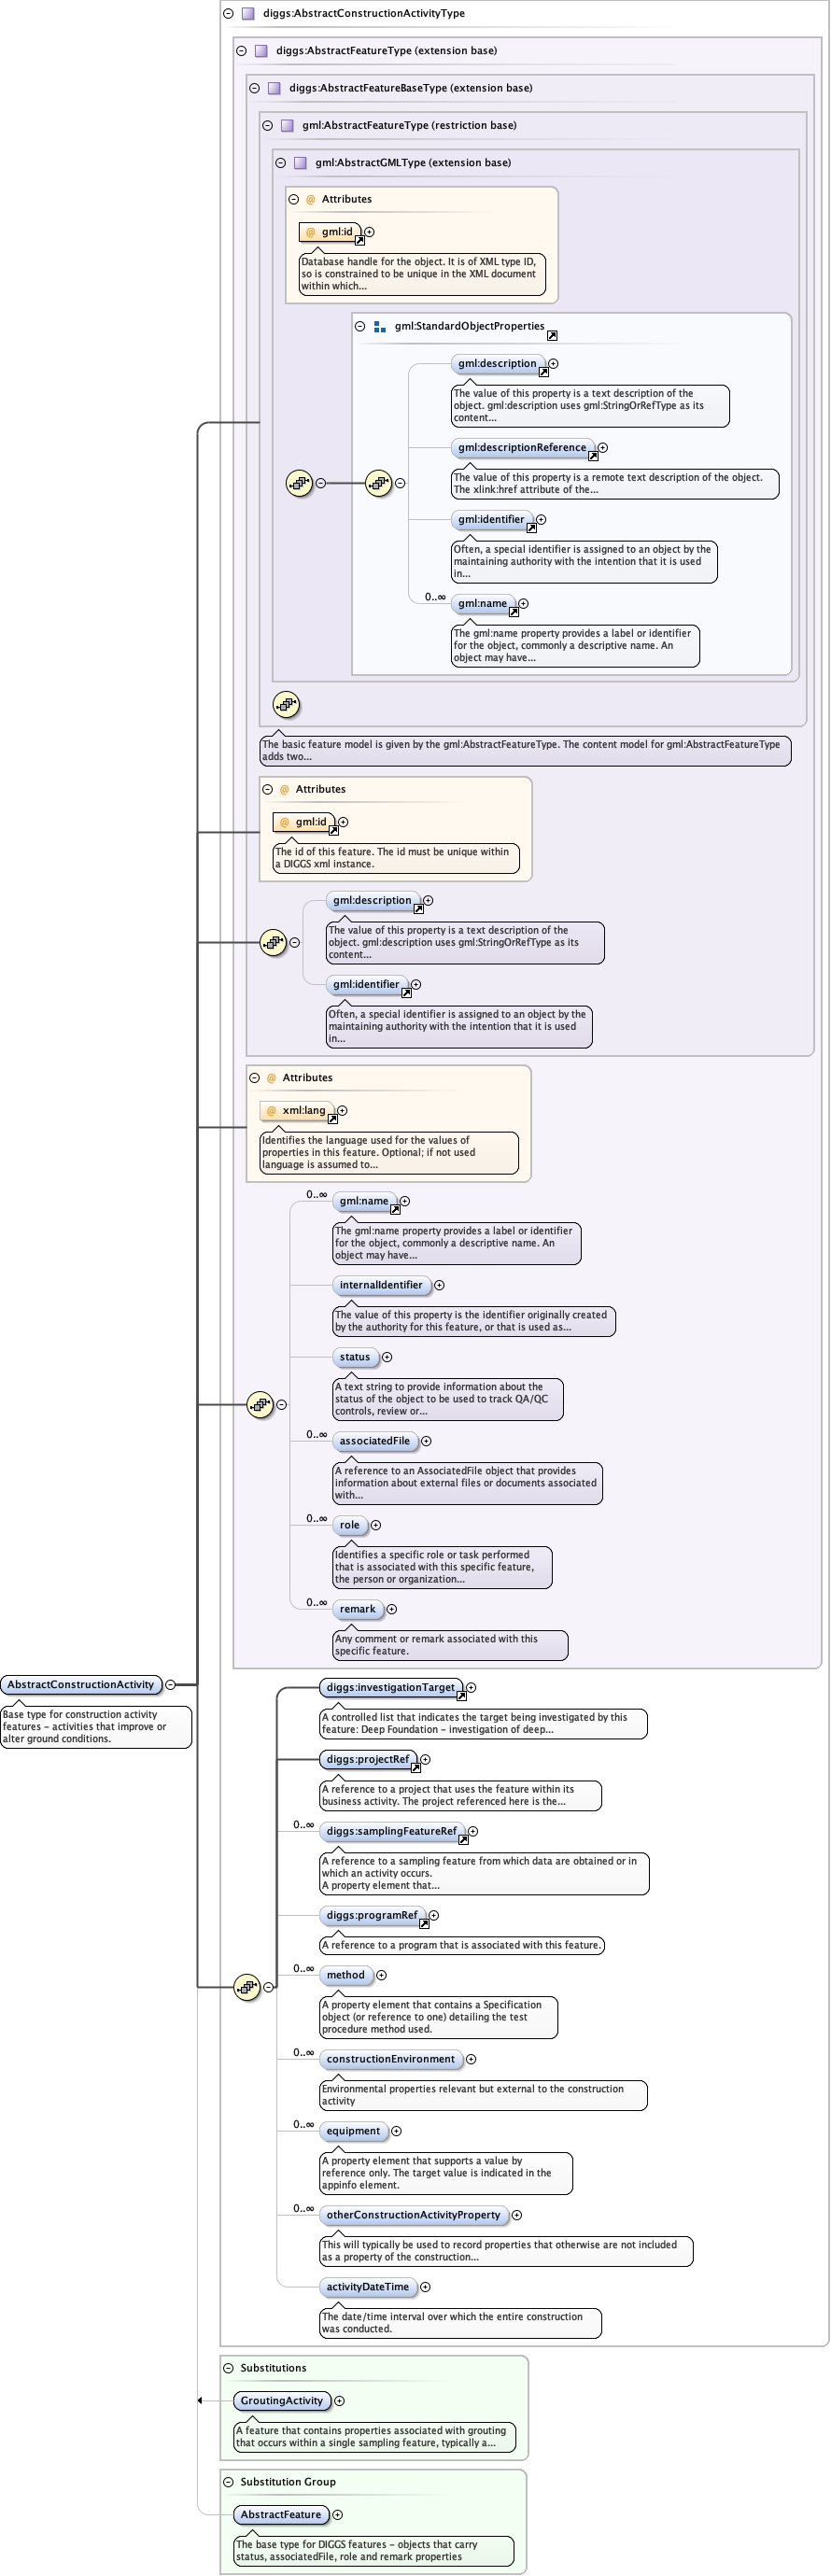 diggs:AbstractConstructionActivityType
diggs:AbstractFeatureType (extension base)
diggs:AbstractFeatureBaseType (extension base)
gml:AbstractFeatureType (restriction base)
gml:AbstractGMLType (extension base)
@ Attributes
@ gml:id
Database handle for the object. It is of XML type ID,
so is constrained to be unique in the XML document
within which...
gml:StandardObjectProperties
gml:description
The value of this property is a text description of the
object. gml:description uses gml:StringOrRefType as its
content...
gml:descriptionReference
The value of this property is a remote text description of the object.
The xlink:href attribute of the...
gml:identifier
Often, a special identifier is assigned to an object by the
maintaining authority with the intention that it is used
in...
0..∞
gml:name
The gml:name property provides a label or identifier
for the object, commonly a descriptive name. An
object may have...
The basic feature model is given by the gml:AbstractFeatureType. The content model for gml:AbstractFeatureType
adds two...
@ Attributes
@ gml:id
The id of this feature. The id must be unique within
a DIGGS xml instance.
gml:description
The value of this property is a text description of the
object. gml:description uses gml:StringOrRefType as its
content...
gml:identifier
Often, a special identifier is assigned to an object by the
maintaining authority with the intention that it is used
in...
@ Attributes
@ xml:lang
Identifies the language used for the values of
properties in this feature. Optional; if not used
language is assumed to...
0..∞
gml:name
The gml:name property provides a label or identifier
for the object, commonly a descriptive name. An
object may have...
internalIdentifier
The value of this property is the identifier originally created
by the authority for this feature, or that is used as...
status
A text string to provide information about the
status of the object to be used to track QA/QC
controls, review or...
0..∞
associatedFile
A reference to an AssociatedFile object that provides
information about external files or documents associated
with...
0..∞
role
Identifies a specific role or task performed
that is associated with this specific feature,
the person or organization...
0..∞
remark
Any comment or remark associated with this
specific feature.
AbstractConstructionActivity
Base type for construction activity
features - activities that improve or
alter ground conditions.
diggs:investigationTarget
A controlled list that indicates the target being investigated by this
feature: Deep Foundation - investigation of deep...
diggs:projectRef
A reference to a project that uses the feature within its
business activity. The project referenced here is the...
0..∞
diggs:samplingFeatureRef
A reference to a sampling feature from which data are obtained or in
which an activity occurs.
A property element that...
diggs:programRef
A reference to a program that is associated with this feature.
0..∞
method
A property element that contains a Specification
object (or reference to one) detailing the test
procedure method used.
0..∞
constructionEnvironment
Environmental properties relevant but external to the construction
activity
0..∞
equipment
A property element that supports a value by
reference only. The target value is indicated in the
appinfo element.
0..∞
otherConstructionActivityProperty
This will typically be used to record properties that otherwise are not included
as a property of the construction...
activityDateTime
The date/time interval over which the entire construction
was conducted.
Substitutions
GroutingActivity
A feature that contains properties associated with grouting
that occurs within a single sampling feature, typically a...
Substitution Group
AbstractFeature
The base type for DIGGS features - objects that carry
status, associatedFile, role and remark properties